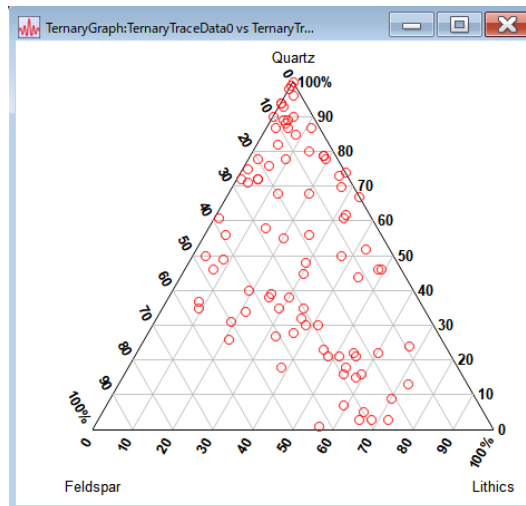 TernaryGraph:TernaryTraceData0 vs TernaryTr...
Quartz
0 100%
10 90
20 80
30 70
40 60
50 50
60 40
70 30
80 20
90 10
100% 0
0 10 20 30 40 50 60 70 80 90 100%
Feldspar Lithics